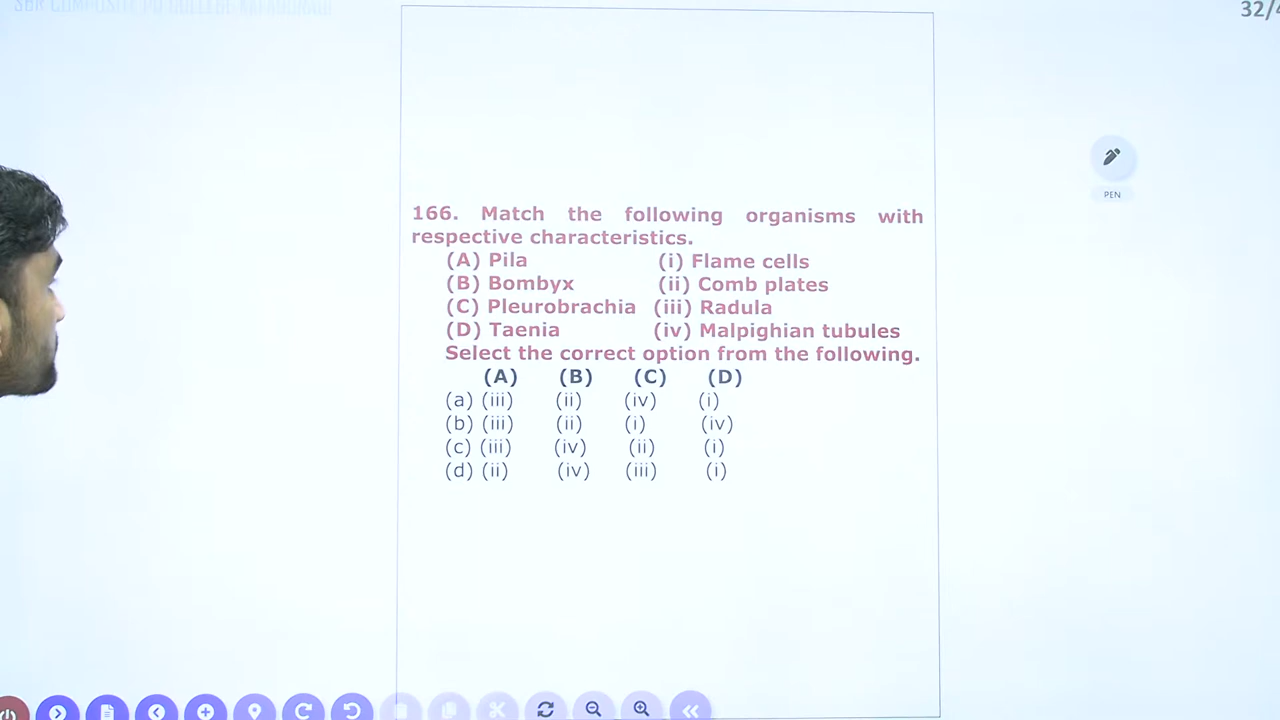 32/4
PEN
166. Match the following organisms with
respective characteristics.
(A) Pila (i) Flame cells
(B) Bombyx (ii) Comb plates
(C) Pleurobrachia (iii) Radula
(D) Taenia (iv) Malpighian tubules
Select the correct option from the following.
(A) (B) (C) (D)
(a) (iii) (ii) (iv) (i)
(b) (iii) (ii) (i) (iv)
(c) (iii) (iv) (ii) (i)
(d) (ii) (iv) (iii) (i)